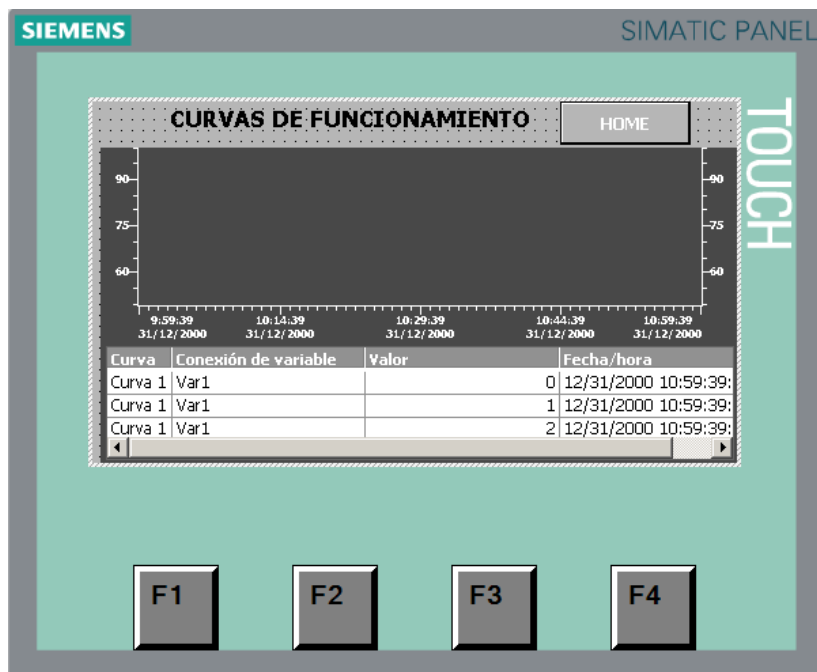 SIEMENS
SIMATIC PANEL
TOUCH
CURVAS DE FUNCIONAMIENTO
HOME
90 90
75 75
60 60
9:59:39 10:14:39 10:29:39 10:44:39 10:59:39
31/12/2000 31/12/2000 31/12/2000 31/12/2000 31/12/2000
Curva Conexión de variable Valor Fecha/hora
Curva 1 Var1 0 12/31/2000 10:59:39:
Curva 1 Var1 1 12/31/2000 10:59:39:
Curva 1 Var1 2 12/31/2000 10:59:39:
F1 F2 F3 F4